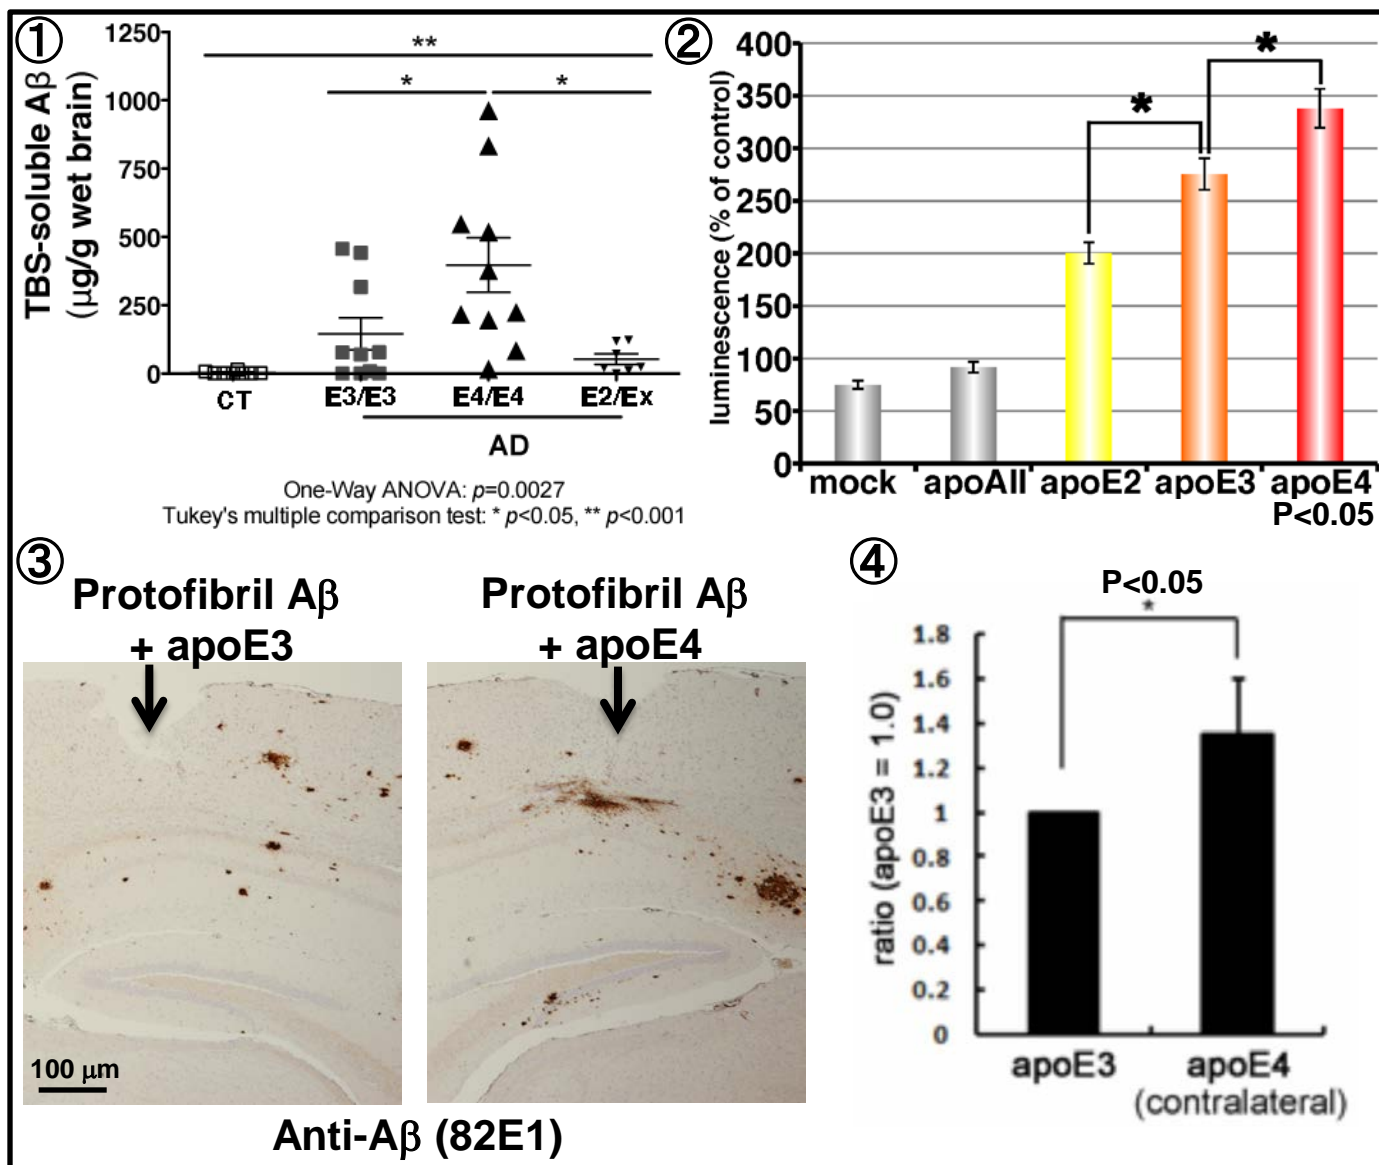 ①
1250
1000
750
500
250
0
TBS-soluble Aβ
(μg/g wet brain)
**
*
*
CT
E3/E3
E4/E4
E2/Ex
AD
One-Way ANOVA: p=0.0027
Tukey's multiple comparison test: * p<0.05, ** p<0.001
②
400
350
300
250
200
150
100
50
0
luminescence (% of control)
*
*
mock
apoAII
apoE2
apoE3
apoE4
P<0.05
③
Protofibril Aβ
+ apoE3
Protofibril Aβ
+ apoE4
100 μm
Anti-Aβ (82E1)
④
P<0.05
*
1.8
1.6
1.4
1.2
1
0.8
0.6
0.4
0.2
0
ratio (apoE3 = 1.0)
apoE3
apoE4
(contralateral)